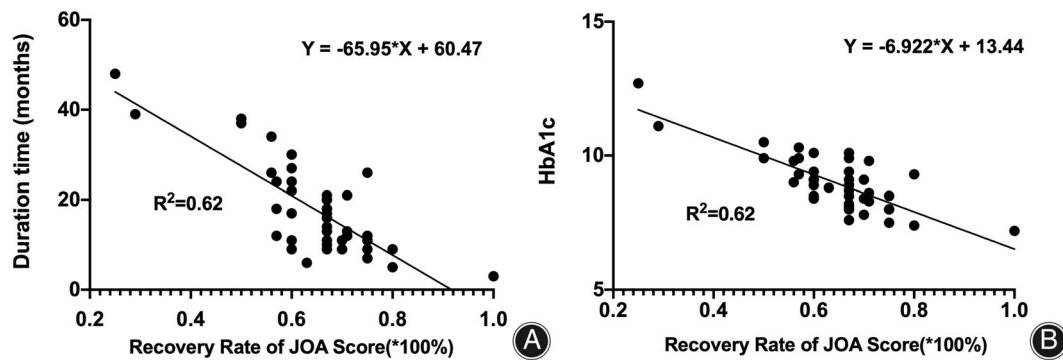 60
40
20
0
Duration time (months)
Y = -65.95*X + 60.47
R²=0.62
0.2 0.4 0.6 0.8 1.0
Recovery Rate of JOA Score(*100%)
A
15
10
5
HbA1c
Y = -6.922*X + 13.44
R²=0.62
0.2 0.4 0.6 0.8 1.0
Recovery Rate of JOA Score(*100%)
B